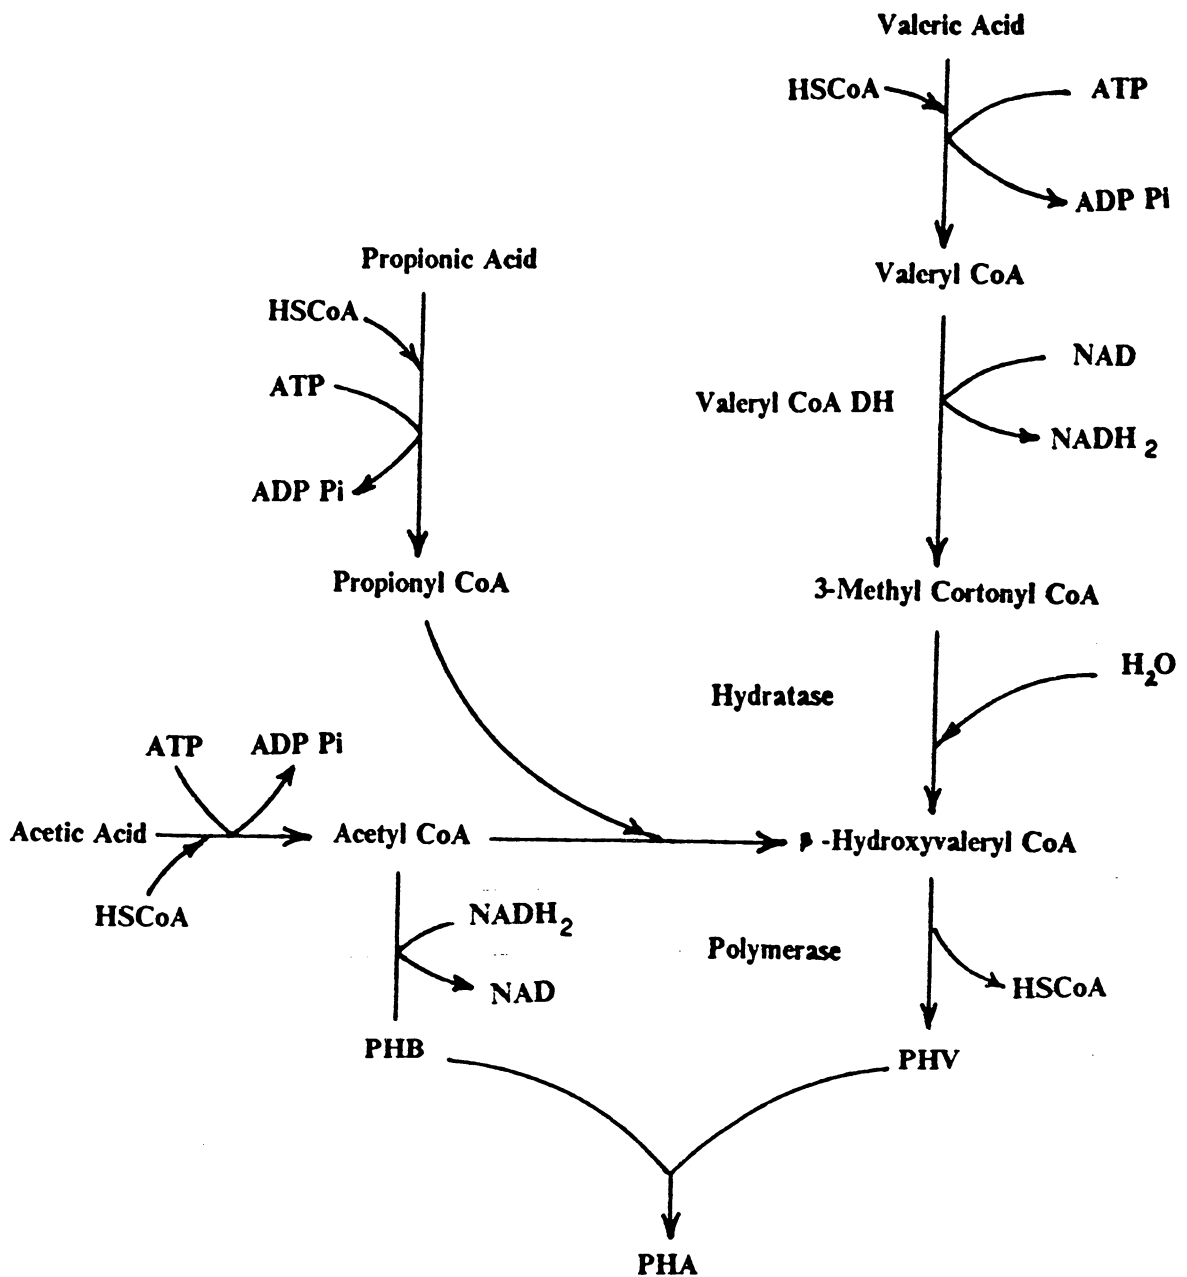 Valeric Acid
HSCoA
ATP
ADP Pi
Propionic Acid
Valeryl CoA
HSCoA
ATP
NAD
Valeryl CoA DH
NADH2
ADP Pi
Propionyl CoA
3-Methyl Cortonyl CoA
H2O
Hydratase
ATP
ADP Pi
Acetic Acid
Acetyl CoA
β -Hydroxyvaleryl CoA
HSCoA
NADH2
Polymerase
NAD
HSCoA
PHB
PHV
PHA